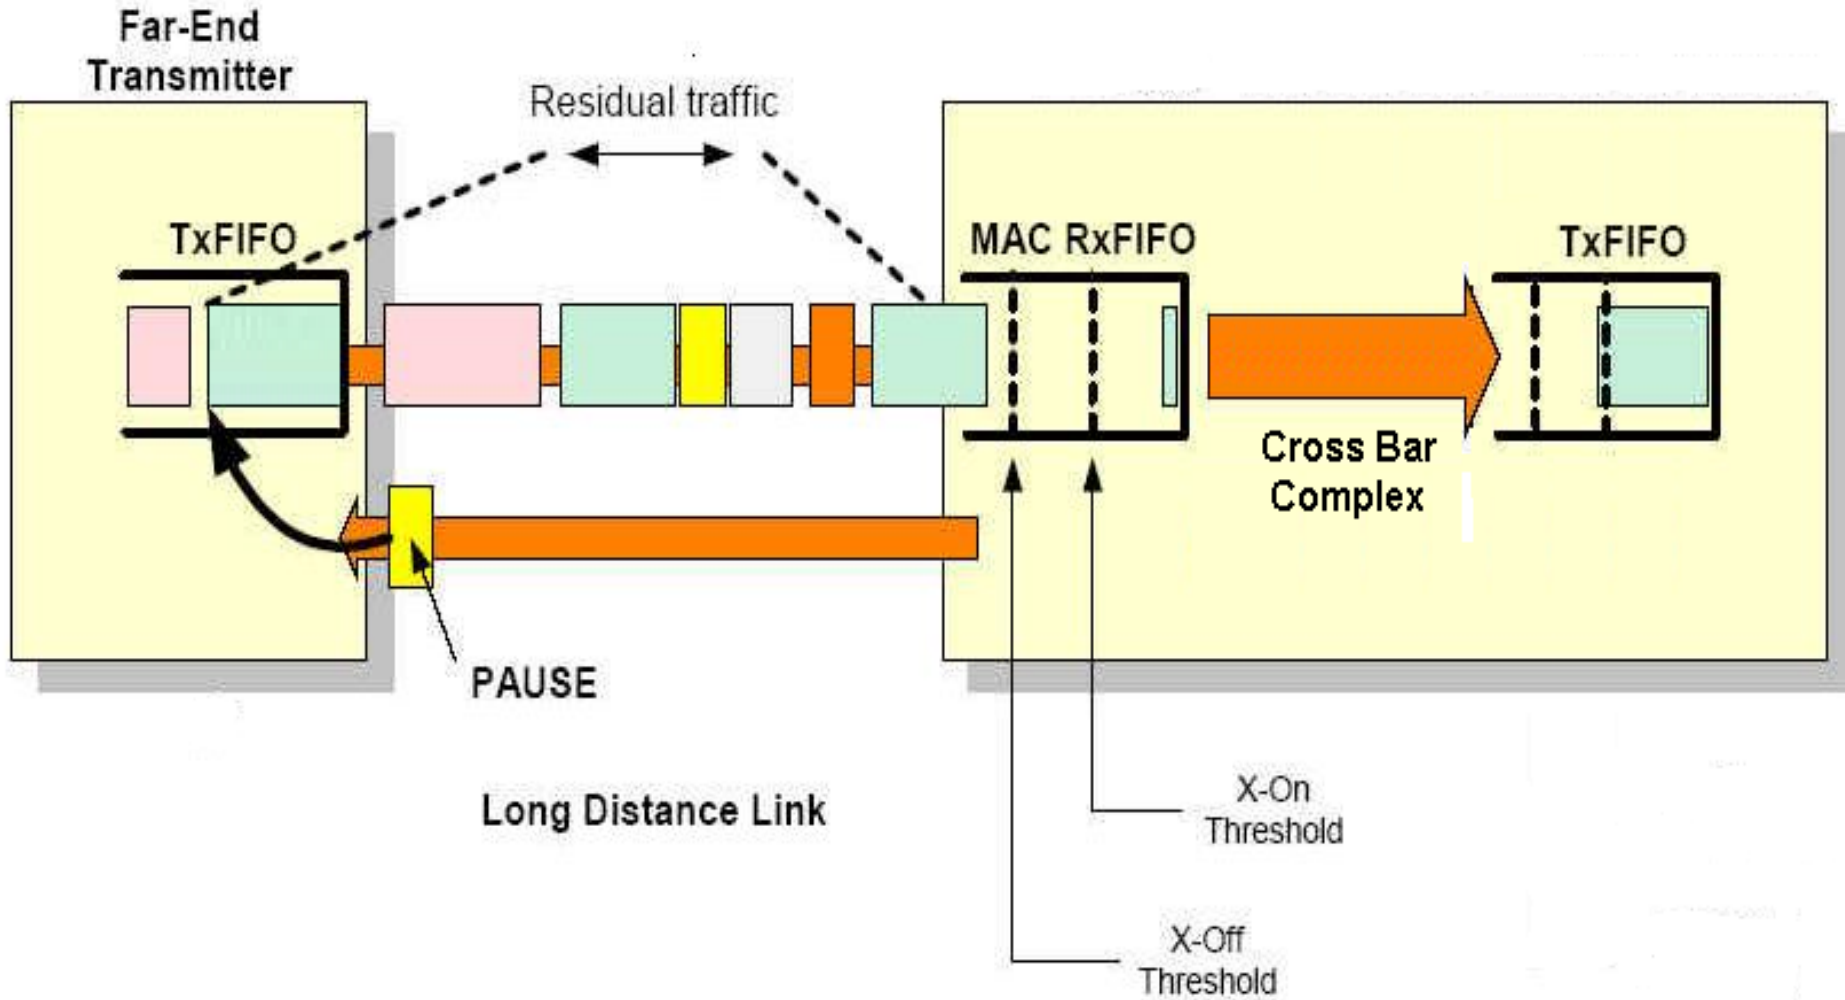 Far-End
Transmitter
Residual traffic
TxFIFO
MAC RxFIFO
TxFIFO
Cross Bar
Complex
PAUSE
Long Distance Link
X-On
Threshold
X-Off
Threshold